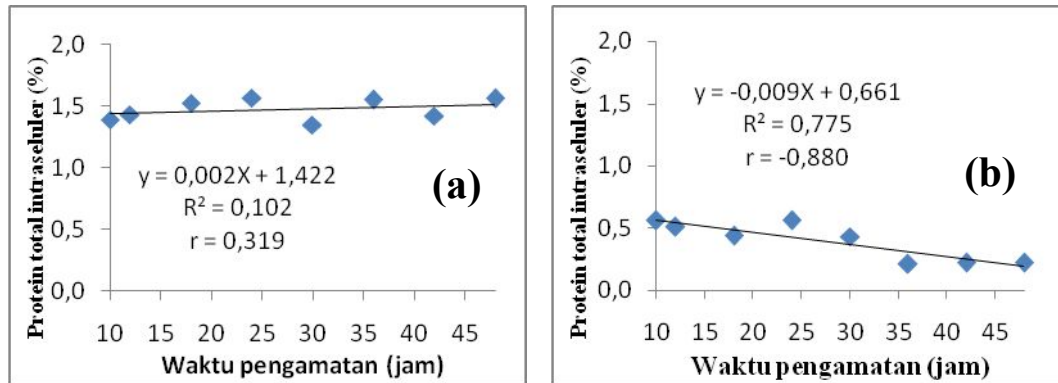 Protein total intraseluler (%)
2,0
1,5
1,0
0,5
0,0
y = 0,002X + 1,422
R² = 0,102
r = 0,319
(a)
10 15 20 25 30 35 40 45
Waktu pengamatan (jam)
Protein total intraseluler (%)
2,0
1,5
1,0
0,5
0,0
y = -0,009X + 0,661
R² = 0,775
r = -0,880
(b)
10 15 20 25 30 35 40 45
Waktu pengamatan (jam)